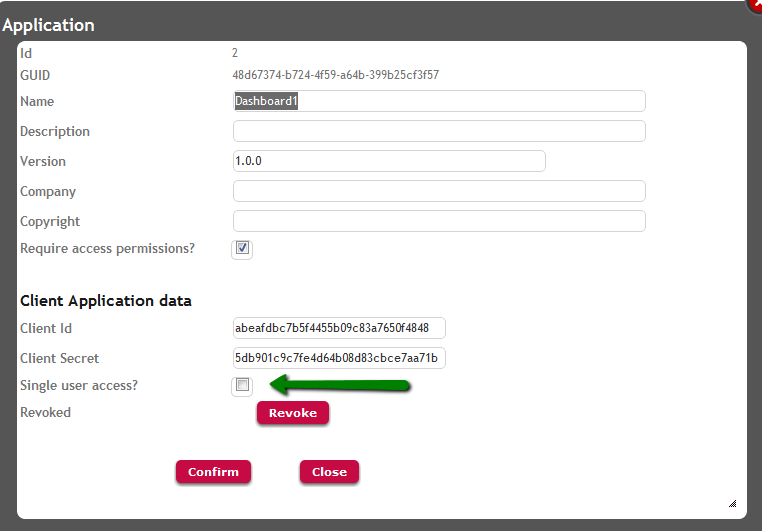 Application
Id 2
GUID 48d67374-b724-4f59-a64b-399b25cf3f57
Name Dashboard1
Description
Version 1.0.0
Company
Copyright
Require access permissions?
Client Application data
Client Id abeafdbc7b5f4455b09c83a7650f4848
Client Secret 5db901c9c7fe4d64b08d83cbce7aa71b
Single user access?
Revoked Revoke
Confirm Close